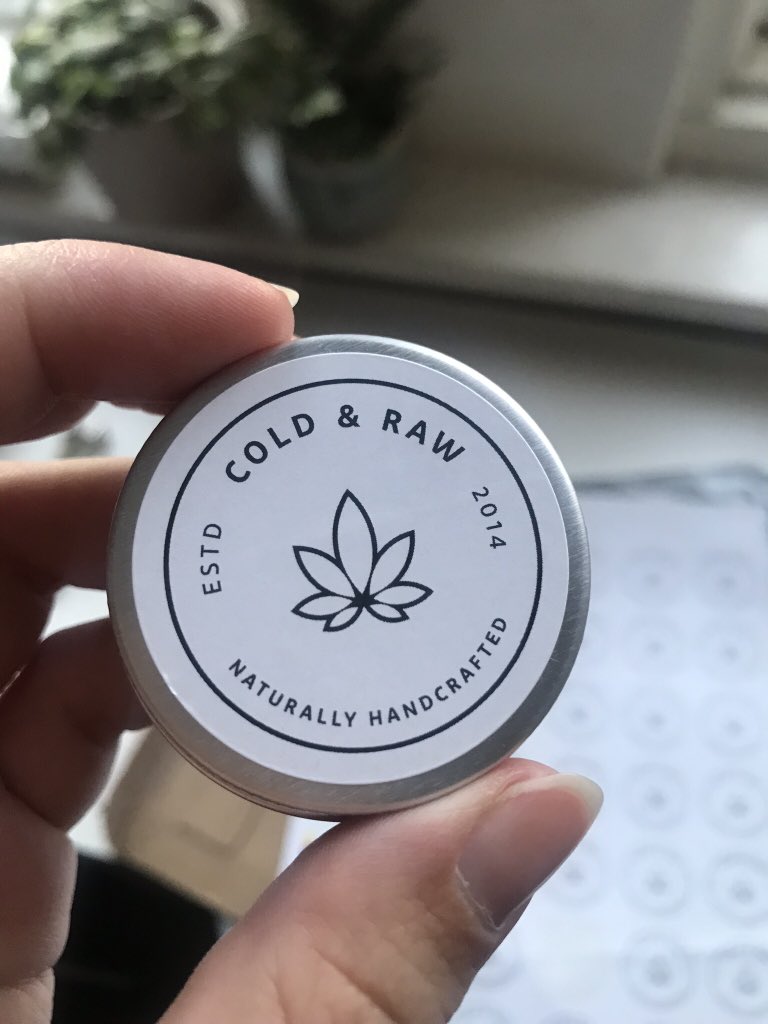 COLD & RAW
ESTD 2014
NATURALLY HANDCRAFTED